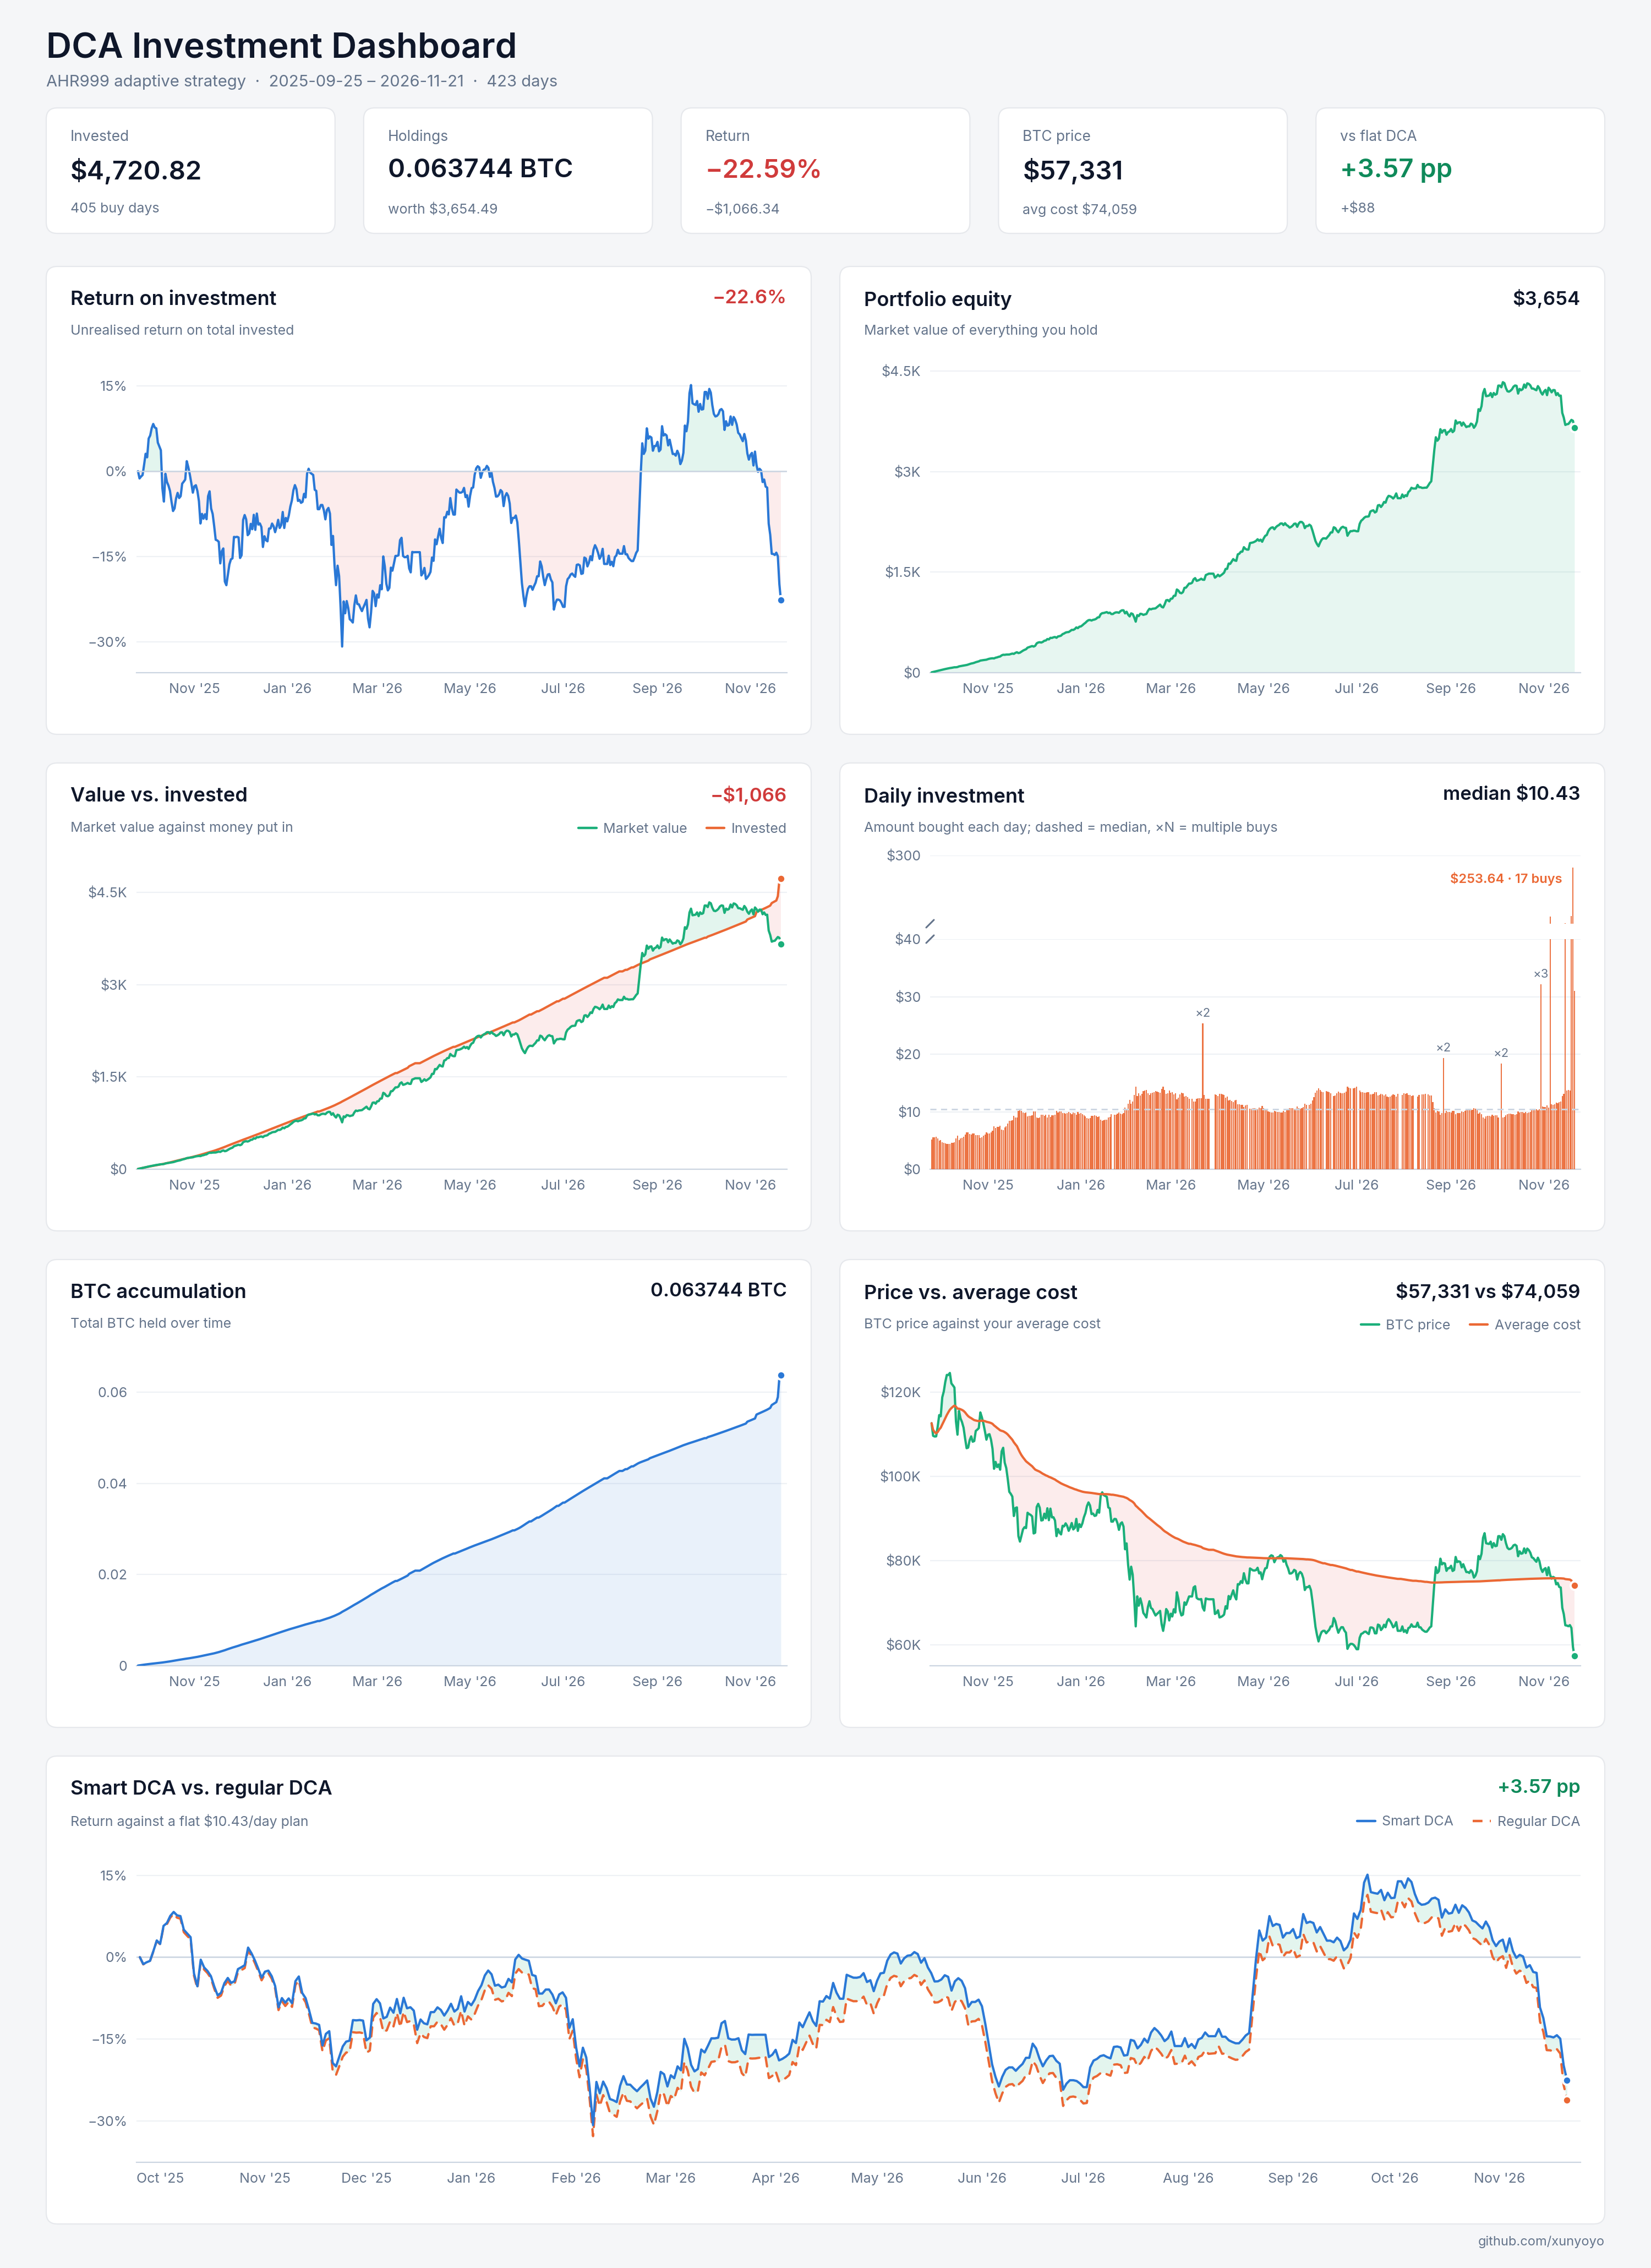 DCA Investment Dashboard
AHR999 adaptive strategy · 2025-09-25 – 2026-11-21 · 423 days
Invested
$4,720.82
405 buy days
Holdings
0.063744 BTC
worth $3,654.49
Return
−22.59%
−$1,066.34
BTC price
$57,331
avg cost $74,059
vs flat DCA
+3.57 pp
+$88
Return on investment
−22.6%
Unrealised return on total invested
15%
0%
−15%
−30%
Nov '25 Jan '26 Mar '26 May '26 Jul '26 Sep '26 Nov '26
Portfolio equity
$3,654
Market value of everything you hold
$4.5K
$3K
$1.5K
$0
Nov '25 Jan '26 Mar '26 May '26 Jul '26 Sep '26 Nov '26
Value vs. invested
−$1,066
Market value against money put in
Market value Invested
$4.5K
$3K
$1.5K
$0
Nov '25 Jan '26 Mar '26 May '26 Jul '26 Sep '26 Nov '26
Daily investment
median $10.43
Amount bought each day; dashed = median, ×N = multiple buys
$300
$253.64 · 17 buys
$40
×3
$30
×2
$20
×2
×2
$10
$0
Nov '25 Jan '26 Mar '26 May '26 Jul '26 Sep '26 Nov '26
BTC accumulation
0.063744 BTC
Total BTC held over time
0.06
0.04
0.02
0
Nov '25 Jan '26 Mar '26 May '26 Jul '26 Sep '26 Nov '26
Price vs. average cost
$57,331 vs $74,059
BTC price against your average cost
BTC price Average cost
$120K
$100K
$80K
$60K
Nov '25 Jan '26 Mar '26 May '26 Jul '26 Sep '26 Nov '26
Smart DCA vs. regular DCA
+3.57 pp
Return against a flat $10.43/day plan
Smart DCA Regular DCA
15%
0%
−15%
−30%
Oct '25 Nov '25 Dec '25 Jan '26 Feb '26 Mar '26 Apr '26 May '26 Jun '26 Jul '26 Aug '26 Sep '26 Oct '26 Nov '26
github.com/xunyoyo